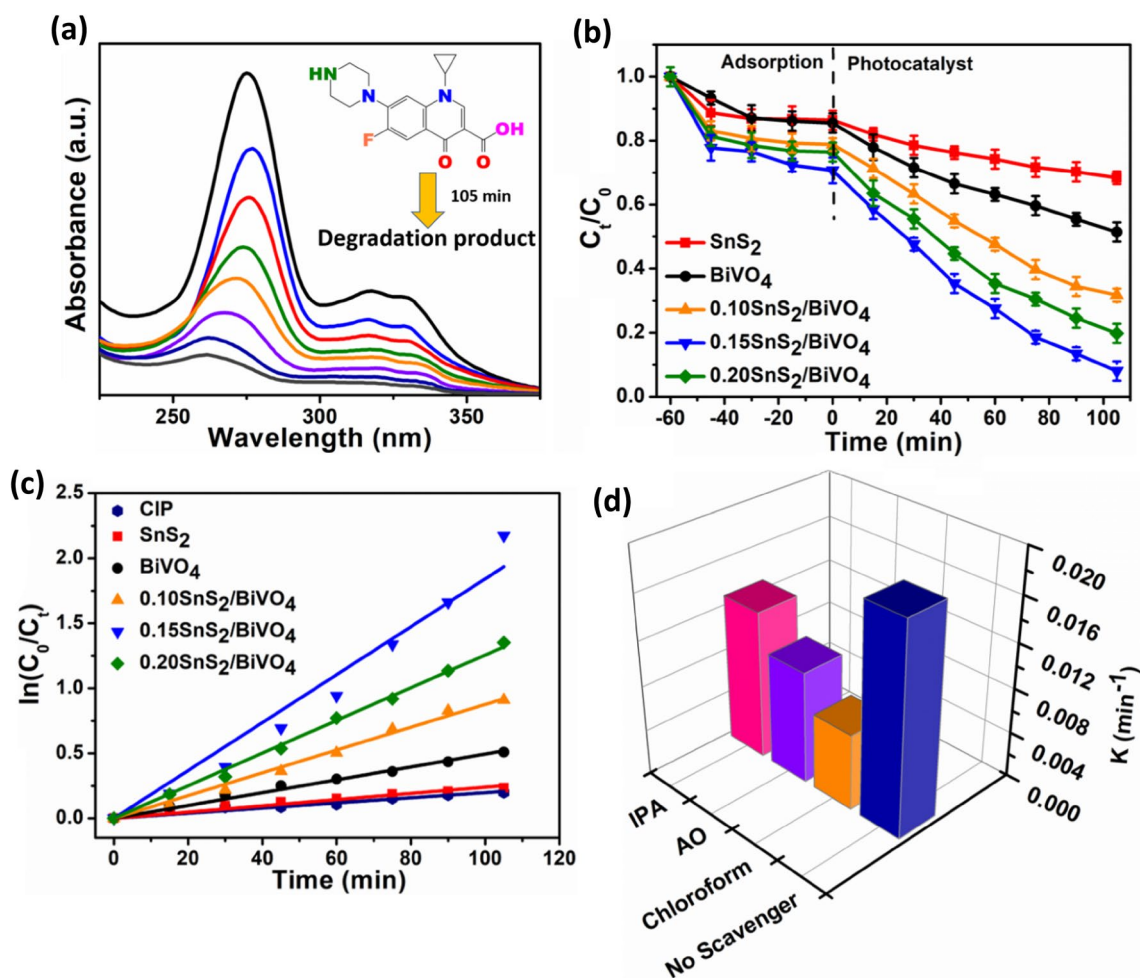 (a)
HN
N
N
F
O
O
OH
105 min
Degradation product
Absorbance (a.u.)
250
300
350
Wavelength (nm)
(b)
Adsorption
Photocatalyst
Cₜ/C₀
1.0
0.8
0.6
0.4
0.2
0.0
SnS₂
BiVO₄
0.10SnS₂/BiVO₄
0.15SnS₂/BiVO₄
0.20SnS₂/BiVO₄
-60
-40
-20
0
20
40
60
80
100
Time (min)
(c)
ln(C₀/Cₜ)
2.5
2.0
1.5
1.0
0.5
0.0
CIP
SnS₂
BiVO₄
0.10SnS₂/BiVO₄
0.15SnS₂/BiVO₄
0.20SnS₂/BiVO₄
0
20
40
60
80
100
120
Time (min)
(d)
0.020
0.016
0.012
0.008
0.004
0.000
K (min⁻¹)
IPA
AO
Chloroform
No Scavenger